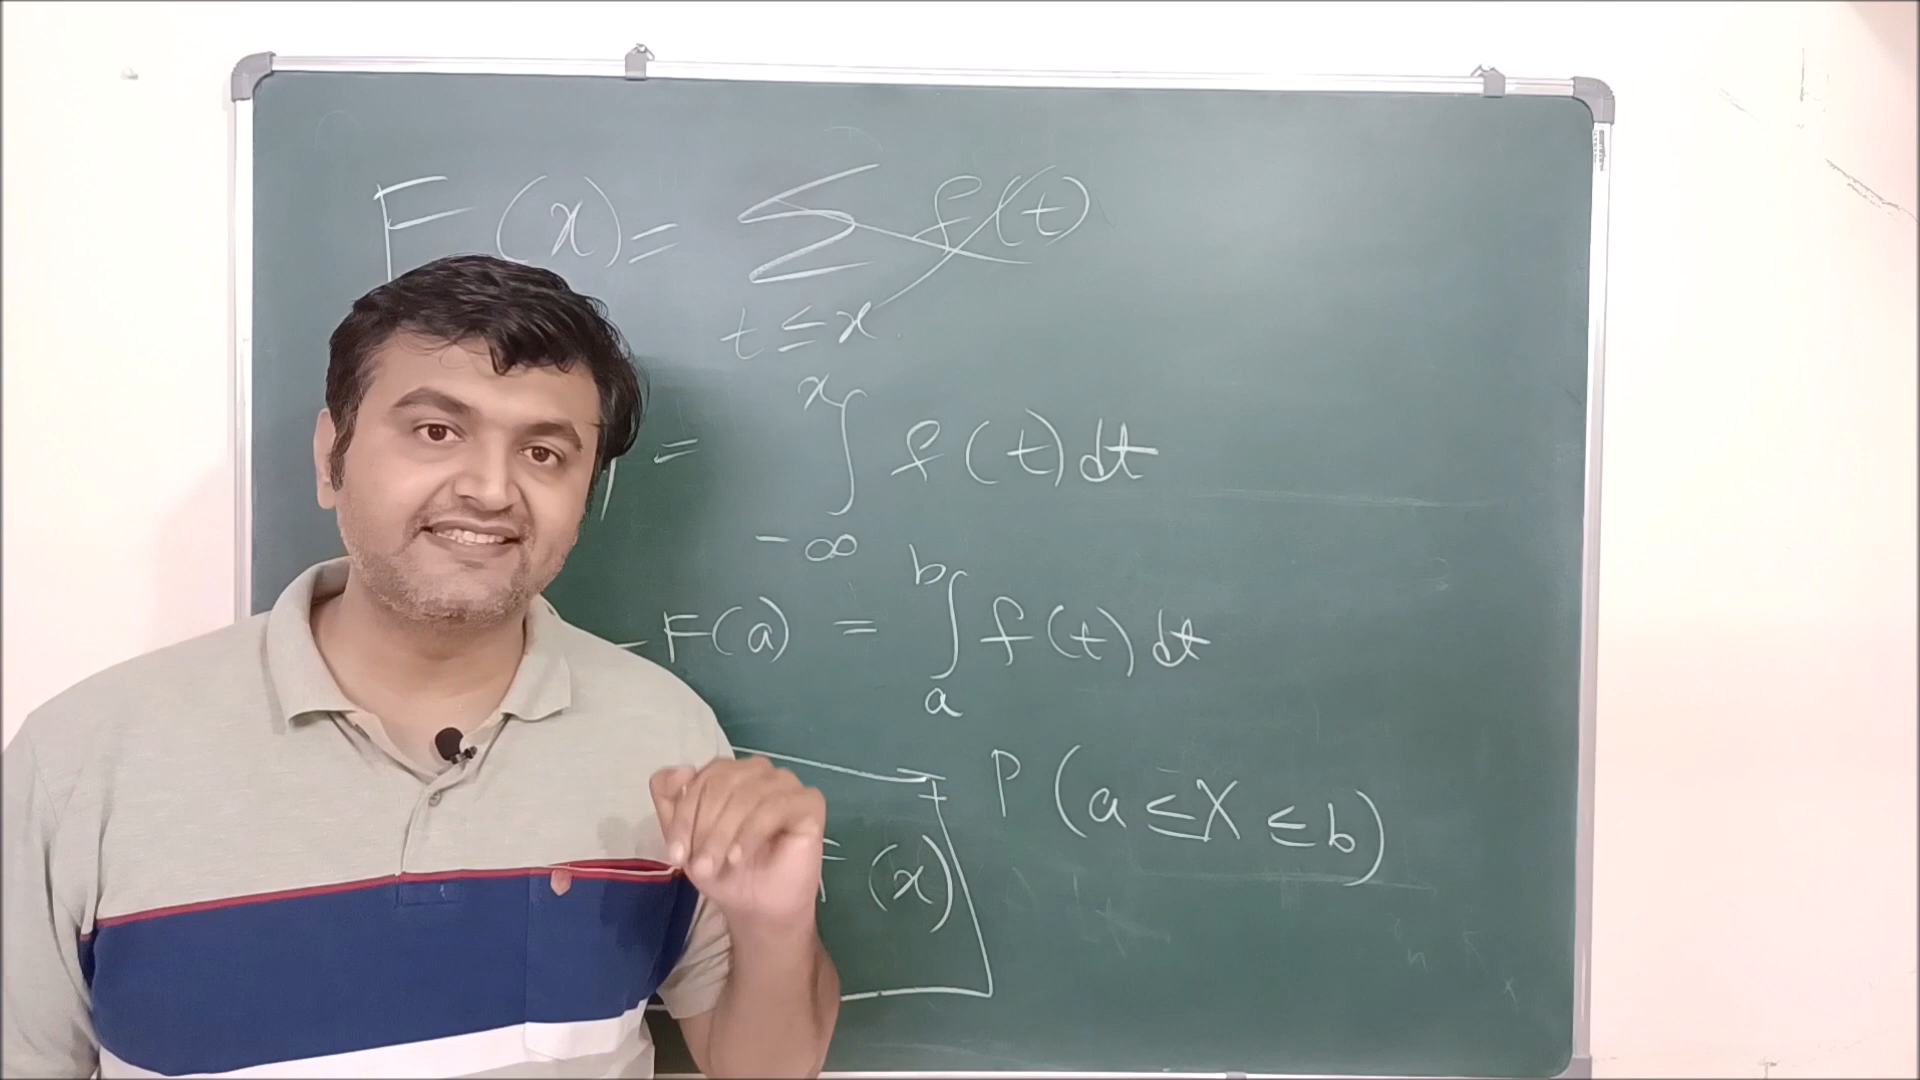 F(x) = ∑ f(t)
t ≤ x
= ∫ f(t) dt
x
-∞
- F(a) = ∫ f(t) dt
b
a
= P(a ≤ X ≤ b)
F(x)